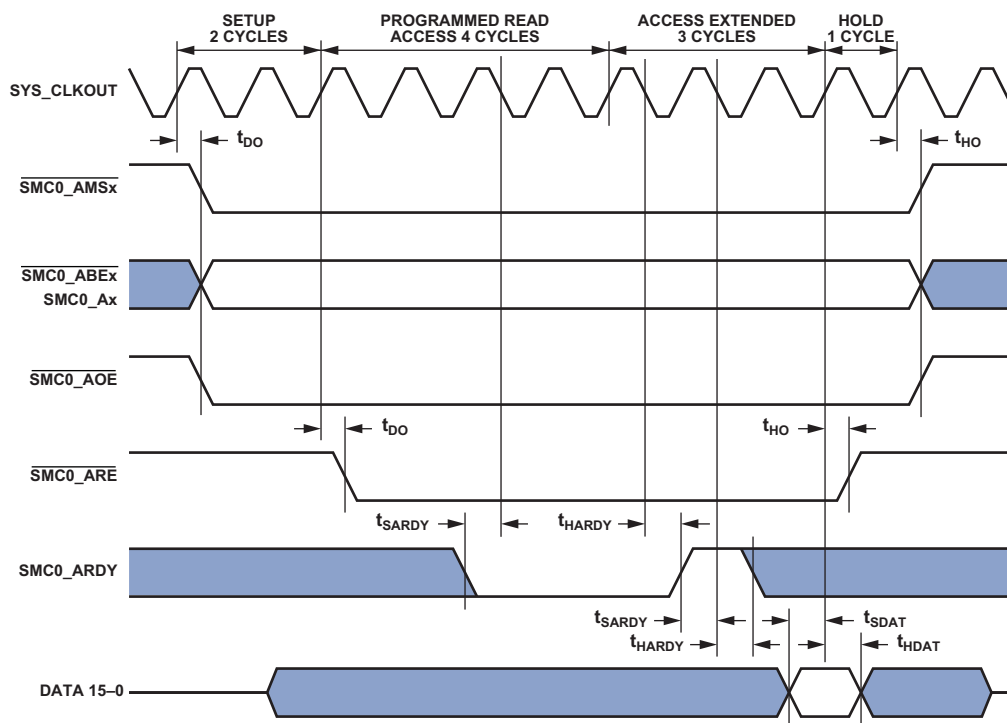 SETUP
2 CYCLES
PROGRAMMED READ
ACCESS 4 CYCLES
ACCESS EXTENDED
3 CYCLES
HOLD
1 CYCLE
SYS_CLKOUT
tDO
tHO
SMC0_AMSx
SMC0_ABEx
SMC0_Ax
SMC0_AOE
tDO
tHO
SMC0_ARE
tSARDY
tHARDY
SMC0_ARDY
tSARDY
tSDAT
tHARDY
tHDAT
DATA 15–0